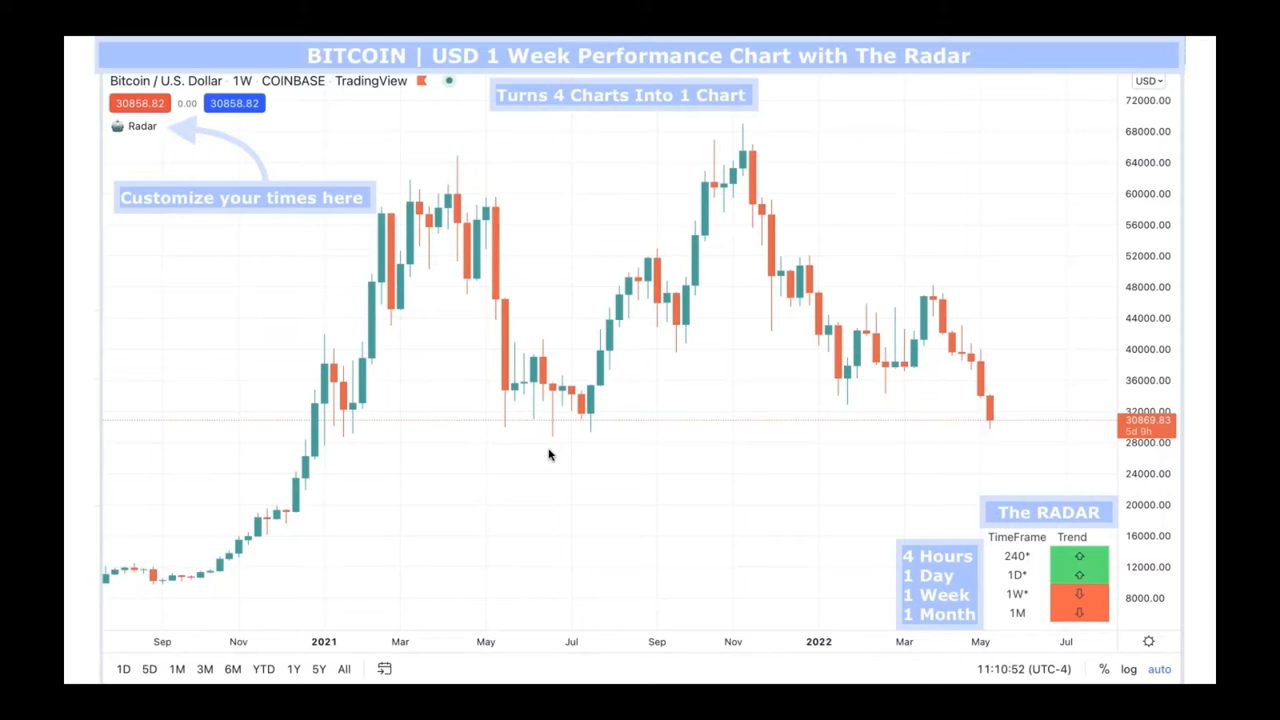 BITCOIN | USD 1 Week Performance Chart with The Radar
Bitcoin / U.S. Dollar · 1W · COINBASE · TradingView
USD
Turns 4 Charts Into 1 Chart
30858.82 0.00 30858.82
Radar
Customize your times here
72000.00
68000.00
64000.00
60000.00
56000.00
52000.00
48000.00
44000.00
40000.00
36000.00
32000.00
30869.83
5d 9h
28000.00
24000.00
20000.00
16000.00
12000.00
8000.00
The RADAR
TimeFrame Trend
4 Hours 240*
1 Day 1D*
1 Week 1W*
1 Month 1M
Sep Nov 2021 Mar May Jul Sep Nov 2022 Mar May Jul
1D 5D 1M 3M 6M YTD 1Y 5Y All 11:10:52 (UTC-4) % log auto